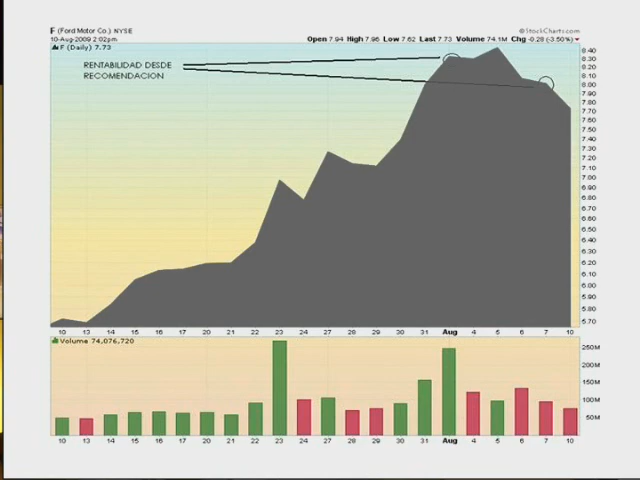 F (Ford Motor Co.) NYSE
© StockCharts.com
10-Aug-2009 2:02pm
Open 7.94 High 7.96 Low 7.62 Last 7.73 Volume 74.1M Chg -0.28 (-3.50%)
F (Daily) 7.73
RENTABILIDAD DESDE
RECOMENDACION
8.40
8.30
8.20
8.10
8.00
7.90
7.80
7.70
7.60
7.50
7.40
7.30
7.20
7.10
7.00
6.90
6.80
6.70
6.60
6.50
6.40
6.30
6.20
6.10
6.00
5.90
5.80
5.70
10 13 14 15 16 17 20 21 22 23 24 27 28 29 30 31 Aug 4 5 6 7 10
Volume 74,076,720
250M
200M
150M
100M
50M
10 13 14 15 16 17 20 21 22 23 24 27 28 29 30 31 Aug 4 5 6 7 10